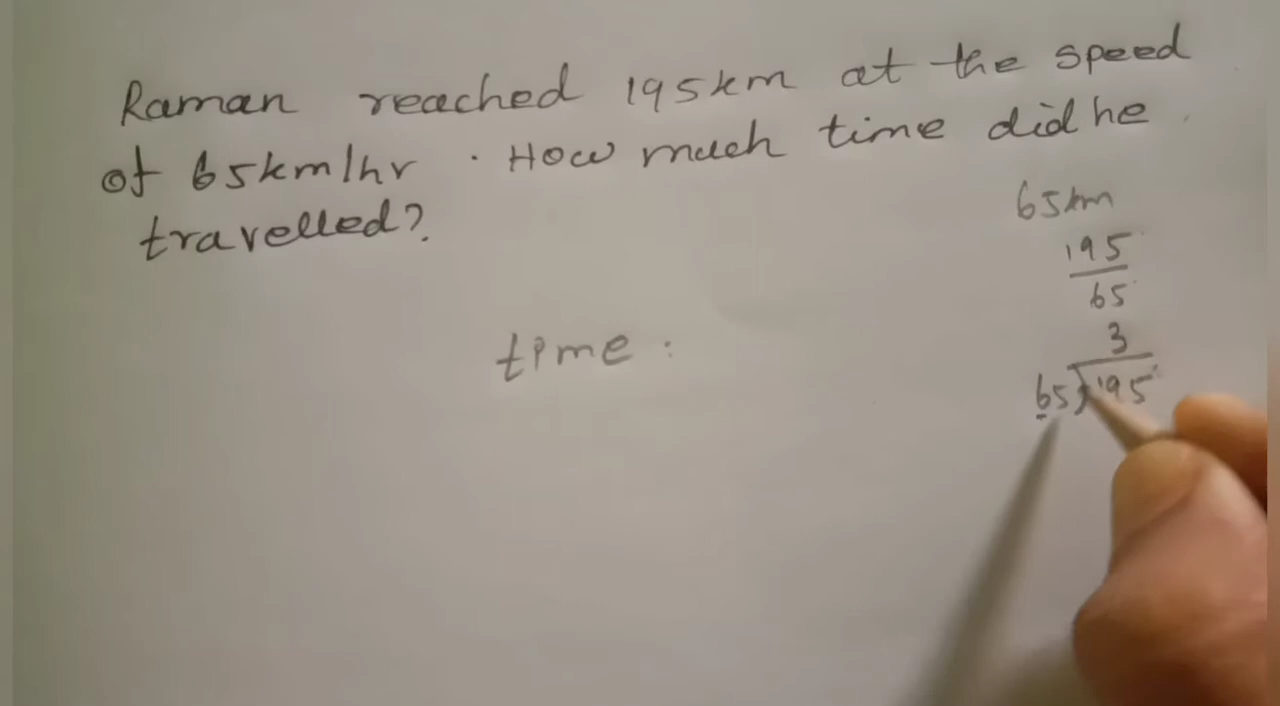 Raman reached 195km at the speed
of 65km/hr . How much time did he
travelled?
65km
195
65
time .
3
65)195